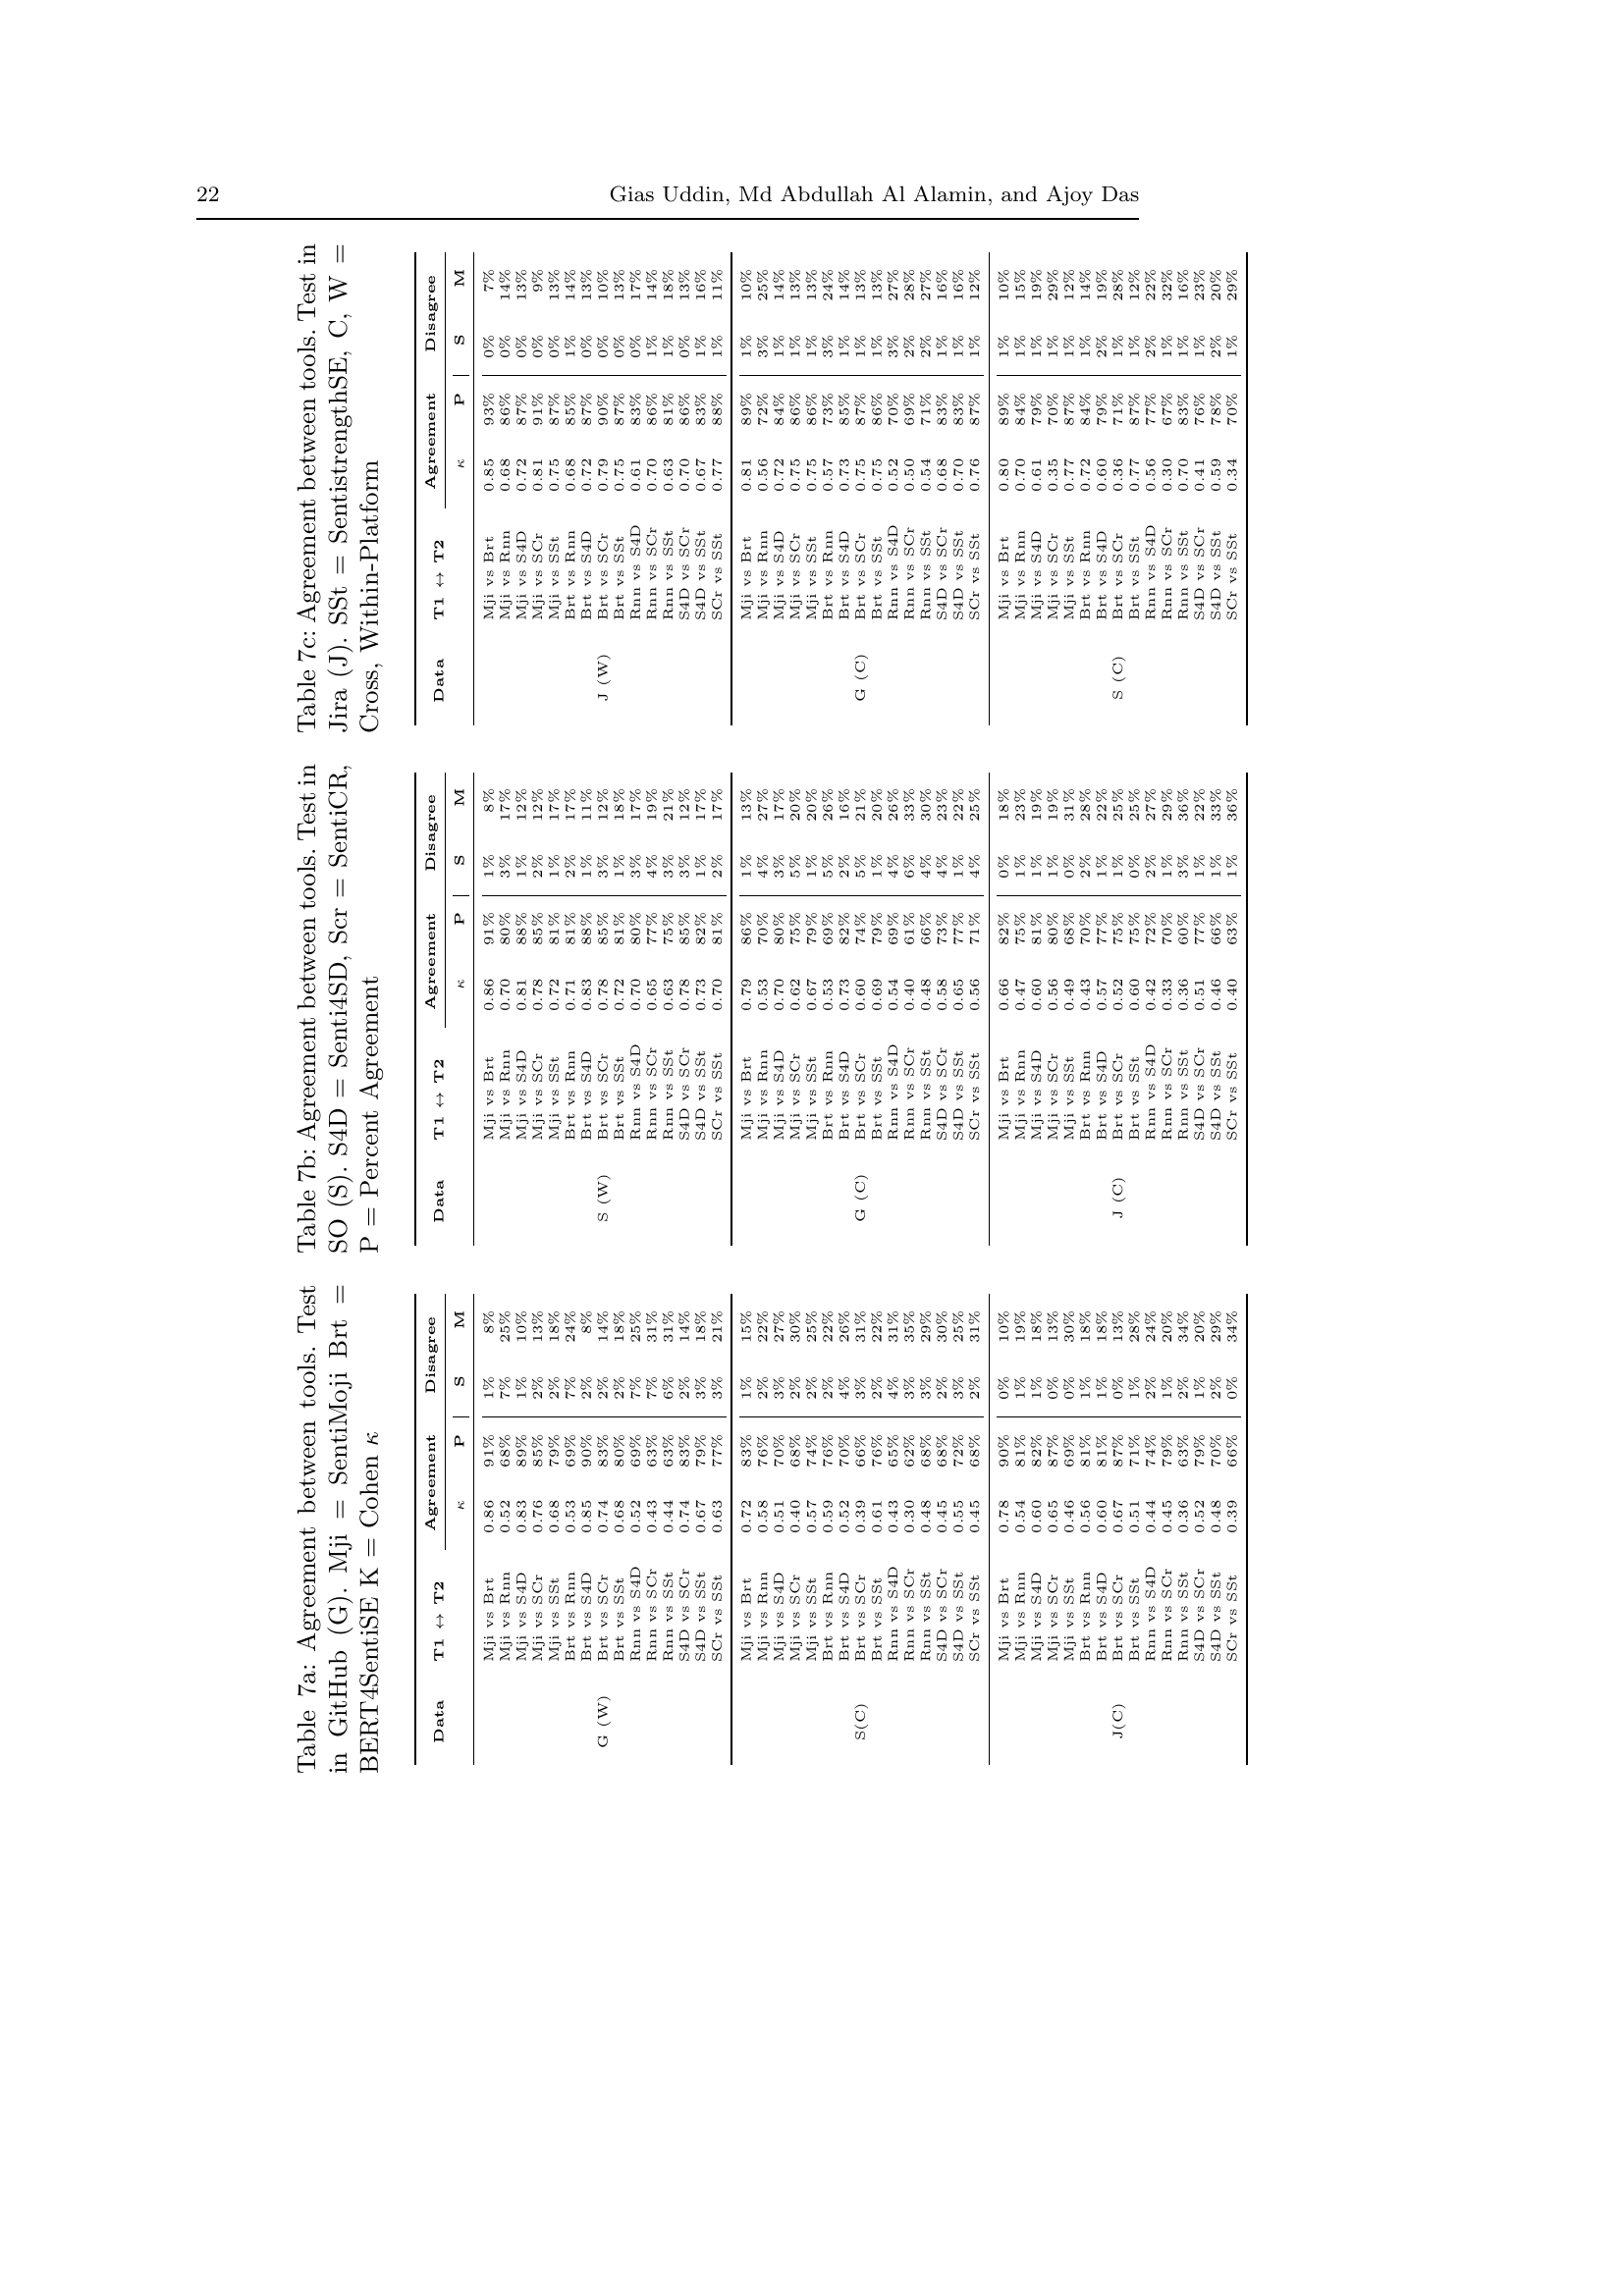 22
Gias Uddin, Md Abdullah Al Alamin, and Ajoy Das
Table 7a: Agreement between tools. Test
in GitHub (G). Mji = SentiMoji Brt =
BERT4SentiSE K = Cohen κ
Data T1 ↔ T2 Agreement Disagree
κ P S M
G (W)
Mji vs Brt 0.86 91% 1% 8%
Mji vs Rnn 0.52 68% 7% 25%
Mji vs S4D 0.83 89% 1% 10%
Mji vs SCr 0.76 85% 2% 13%
Mji vs SSt 0.68 79% 2% 18%
Brt vs Rnn 0.53 69% 7% 24%
Brt vs S4D 0.85 90% 2% 8%
Brt vs SCr 0.74 83% 2% 14%
Brt vs SSt 0.68 80% 2% 18%
Rnn vs S4D 0.52 69% 7% 25%
Rnn vs SCr 0.43 63% 7% 31%
Rnn vs SSt 0.44 63% 6% 31%
S4D vs SCr 0.74 83% 2% 14%
S4D vs SSt 0.67 79% 3% 18%
SCr vs SSt 0.63 77% 3% 21%
S(C)
Mji vs Brt 0.72 83% 1% 15%
Mji vs Rnn 0.58 76% 2% 22%
Mji vs S4D 0.51 70% 3% 27%
Mji vs SCr 0.40 68% 2% 30%
Mji vs SSt 0.57 74% 2% 25%
Brt vs Rnn 0.59 76% 2% 22%
Brt vs S4D 0.52 70% 4% 26%
Brt vs SCr 0.39 66% 3% 31%
Brt vs SSt 0.61 76% 2% 22%
Rnn vs S4D 0.43 65% 4% 31%
Rnn vs SCr 0.30 62% 3% 35%
Rnn vs SSt 0.48 68% 3% 29%
S4D vs SCr 0.45 68% 2% 30%
S4D vs SSt 0.55 72% 3% 25%
SCr vs SSt 0.45 68% 2% 31%
J(C)
Mji vs Brt 0.78 90% 0% 10%
Mji vs Rnn 0.54 81% 1% 19%
Mji vs S4D 0.60 82% 1% 18%
Mji vs SCr 0.65 87% 0% 13%
Mji vs SSt 0.46 69% 0% 30%
Brt vs Rnn 0.56 81% 1% 18%
Brt vs S4D 0.60 81% 1% 18%
Brt vs SCr 0.67 87% 0% 13%
Brt vs SSt 0.51 71% 1% 28%
Rnn vs S4D 0.44 74% 2% 24%
Rnn vs SCr 0.45 79% 1% 20%
Rnn vs SSt 0.36 63% 2% 34%
S4D vs SCr 0.52 79% 1% 20%
S4D vs SSt 0.48 70% 2% 29%
SCr vs SSt 0.39 66% 0% 34%
Table 7b: Agreement between tools. Test in
SO (S). S4D = Senti4SD, Scr = SentiCR,
P = Percent Agreement
Data T1 ↔ T2 Agreement Disagree
κ P S M
S (W)
Mji vs Brt 0.86 91% 1% 8%
Mji vs Rnn 0.70 80% 3% 17%
Mji vs S4D 0.81 88% 1% 12%
Mji vs SCr 0.78 85% 2% 12%
Mji vs SSt 0.72 81% 1% 17%
Brt vs Rnn 0.71 81% 2% 17%
Brt vs S4D 0.83 88% 1% 11%
Brt vs SCr 0.78 85% 3% 12%
Brt vs SSt 0.72 81% 1% 18%
Rnn vs S4D 0.70 80% 3% 17%
Rnn vs SCr 0.65 77% 4% 19%
Rnn vs SSt 0.63 75% 3% 21%
S4D vs SCr 0.78 85% 3% 12%
S4D vs SSt 0.73 82% 1% 17%
SCr vs SSt 0.70 81% 2% 17%
G (C)
Mji vs Brt 0.79 86% 1% 13%
Mji vs Rnn 0.53 70% 4% 27%
Mji vs S4D 0.70 80% 3% 17%
Mji vs SCr 0.62 75% 5% 20%
Mji vs SSt 0.67 79% 1% 20%
Brt vs Rnn 0.53 69% 5% 26%
Brt vs S4D 0.73 82% 2% 16%
Brt vs SCr 0.60 74% 5% 21%
Brt vs SSt 0.69 79% 1% 20%
Rnn vs S4D 0.54 69% 4% 26%
Rnn vs SCr 0.40 61% 6% 33%
Rnn vs SSt 0.48 66% 4% 30%
S4D vs SCr 0.58 73% 4% 23%
S4D vs SSt 0.65 77% 1% 22%
SCr vs SSt 0.56 71% 4% 25%
J (C)
Mji vs Brt 0.66 82% 0% 18%
Mji vs Rnn 0.47 75% 1% 23%
Mji vs S4D 0.60 81% 1% 19%
Mji vs SCr 0.56 80% 1% 19%
Mji vs SSt 0.49 68% 0% 31%
Brt vs Rnn 0.43 70% 2% 28%
Brt vs S4D 0.57 77% 1% 22%
Brt vs SCr 0.52 75% 1% 25%
Brt vs SSt 0.60 75% 0% 25%
Rnn vs S4D 0.42 72% 2% 27%
Rnn vs SCr 0.33 70% 1% 29%
Rnn vs SSt 0.36 60% 3% 36%
S4D vs SCr 0.51 77% 1% 22%
S4D vs SSt 0.46 66% 1% 33%
SCr vs SSt 0.40 63% 1% 36%
Table 7c: Agreement between tools. Test in
Jira (J). SSt = SentistrengthSE, C, W =
Cross, Within-Platform
Data T1 ↔ T2 Agreement Disagree
κ P S M
J (W)
Mji vs Brt 0.85 93% 0% 7%
Mji vs Rnn 0.68 86% 0% 14%
Mji vs S4D 0.72 87% 0% 13%
Mji vs SCr 0.81 91% 0% 9%
Mji vs SSt 0.75 87% 0% 13%
Brt vs Rnn 0.68 85% 1% 14%
Brt vs S4D 0.72 87% 0% 13%
Brt vs SCr 0.79 90% 0% 10%
Brt vs SSt 0.75 87% 0% 13%
Rnn vs S4D 0.61 83% 0% 17%
Rnn vs SCr 0.70 86% 1% 14%
Rnn vs SSt 0.63 81% 1% 18%
S4D vs SCr 0.70 86% 0% 13%
S4D vs SSt 0.67 83% 1% 16%
SCr vs SSt 0.77 88% 1% 11%
G (C)
Mji vs Brt 0.81 89% 1% 10%
Mji vs Rnn 0.56 72% 3% 25%
Mji vs S4D 0.72 84% 1% 14%
Mji vs SCr 0.75 86% 1% 13%
Mji vs SSt 0.75 86% 1% 13%
Brt vs Rnn 0.57 73% 3% 24%
Brt vs S4D 0.73 85% 1% 14%
Brt vs SCr 0.75 87% 1% 13%
Brt vs SSt 0.75 86% 1% 13%
Rnn vs S4D 0.52 70% 3% 27%
Rnn vs SCr 0.50 69% 2% 28%
Rnn vs SSt 0.54 71% 2% 27%
S4D vs SCr 0.68 83% 1% 16%
S4D vs SSt 0.70 83% 1% 16%
SCr vs SSt 0.76 87% 1% 12%
S (C)
Mji vs Brt 0.80 89% 1% 10%
Mji vs Rnn 0.70 84% 1% 15%
Mji vs S4D 0.61 79% 1% 19%
Mji vs SCr 0.35 70% 1% 29%
Mji vs SSt 0.77 87% 1% 12%
Brt vs Rnn 0.72 84% 1% 14%
Brt vs S4D 0.60 79% 2% 19%
Brt vs SCr 0.36 71% 1% 28%
Brt vs SSt 0.77 87% 1% 12%
Rnn vs S4D 0.56 77% 2% 22%
Rnn vs SCr 0.30 67% 1% 32%
Rnn vs SSt 0.70 83% 1% 16%
S4D vs SCr 0.41 76% 1% 23%
S4D vs SSt 0.59 78% 2% 20%
SCr vs SSt 0.34 70% 1% 29%